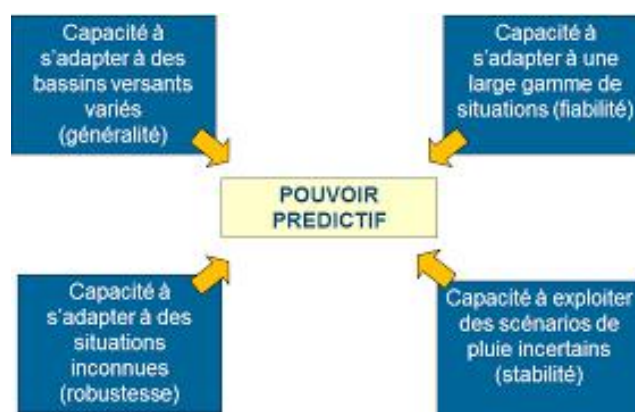 Capacité à
s'adapter à des
bassins versants
variés
(généralité)
Capacité à
s'adapter à une
large gamme de
situations (fiabilité)
POUVOIR
PREDICTIF
Capacité à
s'adapter à des
situations
inconnues
(robustesse)
Capacité à exploiter
des scénarios de
pluie incertains
(stabilité)